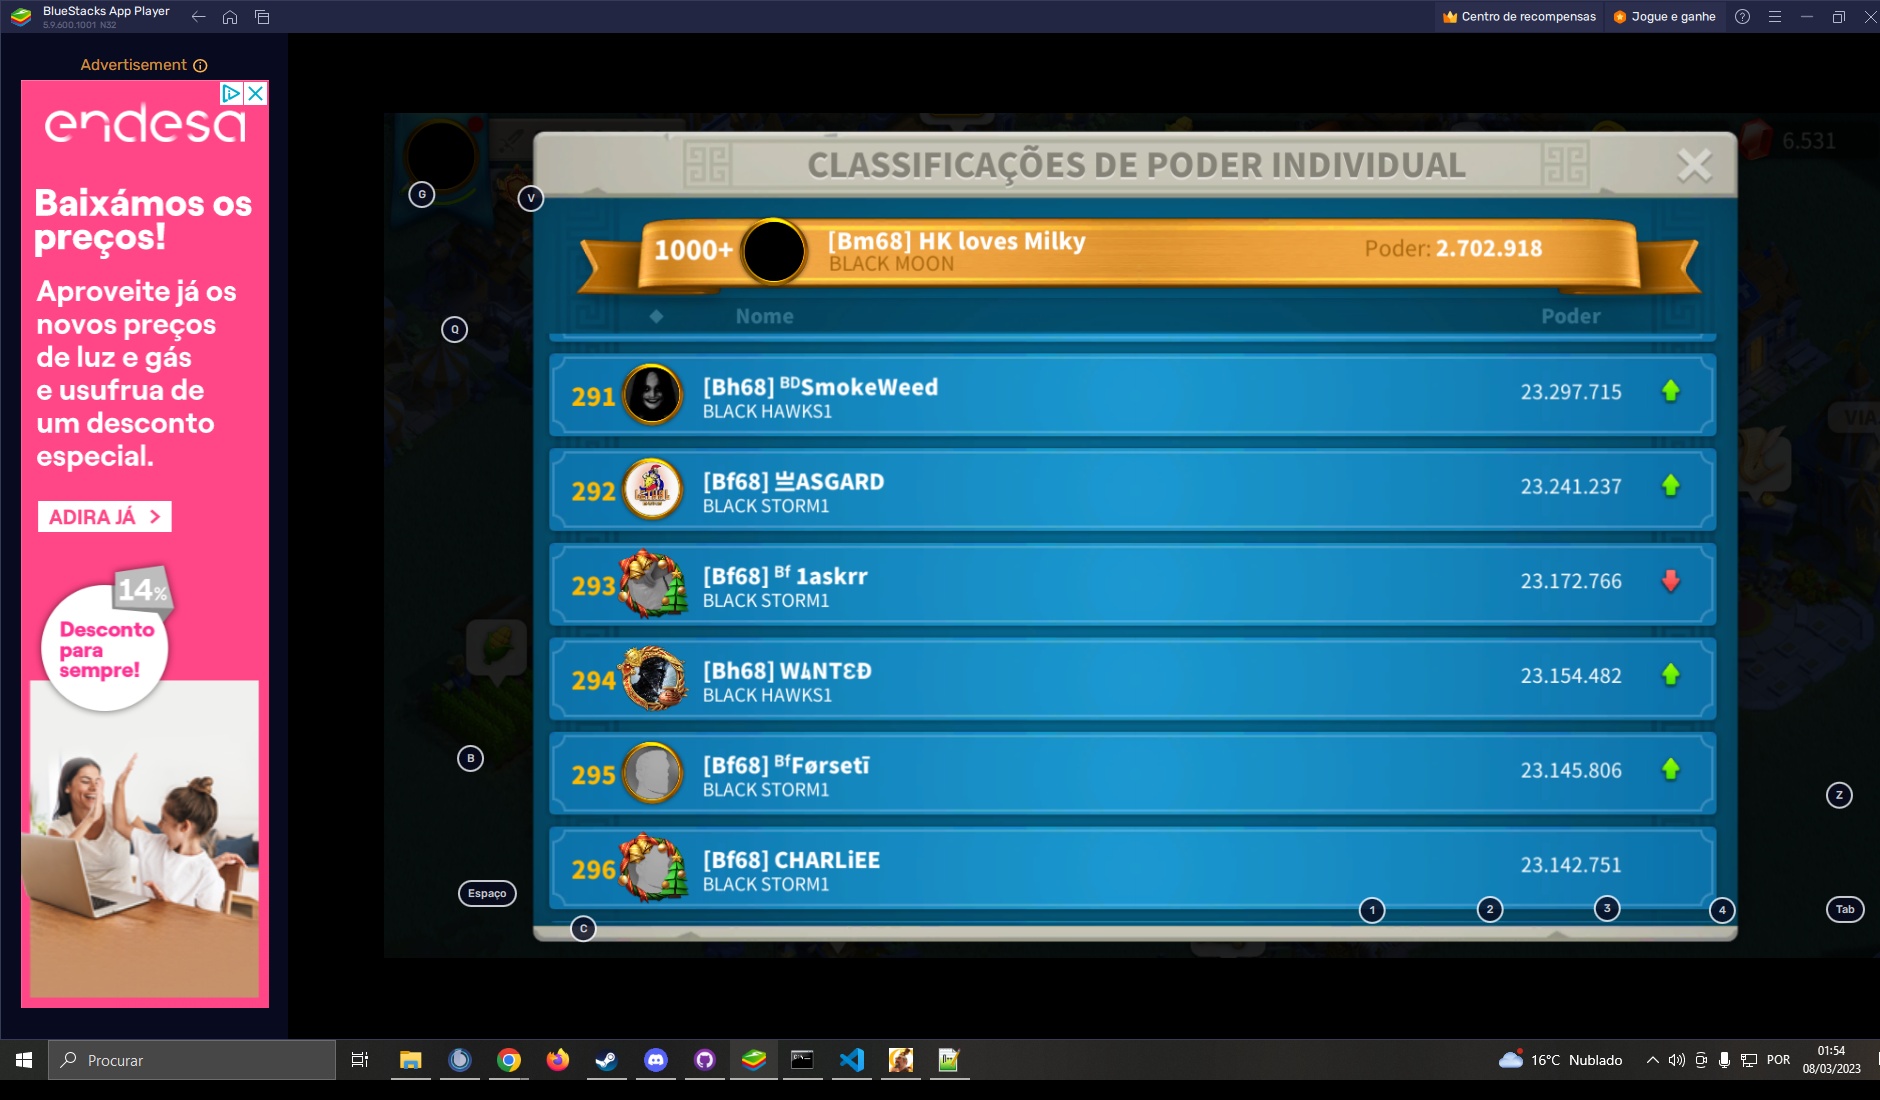 BlueStacks App Player
5.9.600.1001 N32
Centro de recompensas
Jogue e ganhe
Advertisement
endesa
Baixámos os
preços!
Aproveite já os
novos preços
de luz e gás
e usufrua de
um desconto
especial.
ADIRA JÁ >
14%
Desconto
para
sempre!
CLASSIFICAÇÕES DE PODER INDIVIDUAL
6.531
1000+
[Bm68] HK loves Milky
BLACK MOON
Poder: 2.702.918
Nome
Poder
291
[Bh68] ᴮᴰSmokeWeed
BLACK HAWKS1
23.297.715
292
[Bf68] 亗ASGARD
BLACK STORM1
23.241.237
293
[Bf68] ᴮᶠ 1askrr
BLACK STORM1
23.172.766
294
[Bh68] W₳NTƐĐ
BLACK HAWKS1
23.154.482
295
[Bf68] ᴮᶠFørsetī
BLACK STORM1
23.145.806
296
[Bf68] CHARLiEE
BLACK STORM1
23.142.751
VIA
G
V
Q
B
Espaço
C
1
2
3
4
Z
Tab
Procurar
16°C Nublado
POR
01:54
08/03/2023